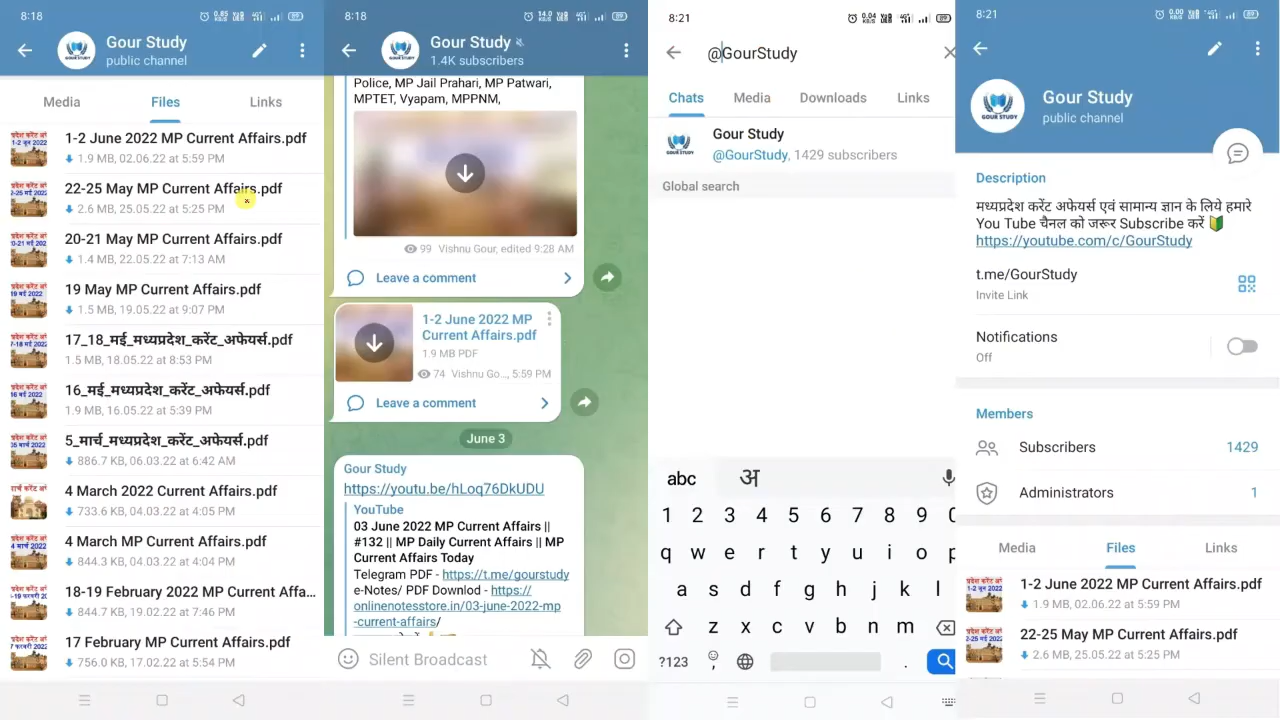 8:18
0.85
Gour Study
public channel
Media
Files
Links
1-2 June 2022 MP Current Affairs.pdf
1.9 MB, 02.06.22 at 5:59 PM
22-25 May MP Current Affairs.pdf
2.6 MB, 25.05.22 at 5:25 PM
20-21 May MP Current Affairs.pdf
1.4 MB, 22.05.22 at 7:13 AM
19 May MP Current Affairs.pdf
1.5 MB, 19.05.22 at 9:07 PM
17_18_मई_मध्यप्रदेश_करेंट_अफेयर्स.pdf
1.5 MB, 18.05.22 at 8:53 PM
16_मई_मध्यप्रदेश_करेंट_अफेयर्स.pdf
1.9 MB, 16.05.22 at 5:39 PM
5_मार्च_मध्यप्रदेश_करेंट_अफेयर्स.pdf
886.7 KB, 06.03.22 at 6:42 AM
4 March 2022 Current Affairs.pdf
733.6 KB, 04.03.22 at 4:05 PM
4 March MP Current Affairs.pdf
844.3 KB, 04.03.22 at 4:04 PM
18-19 February 2022 MP Current Affa...
844.7 KB, 19.02.22 at 7:46 PM
17 February MP Current Affairs.pdf
756.0 KB, 17.02.22 at 5:54 PM
8:18
14.0
Gour Study
1.4K subscribers
Police, MP Jail Prahari, MP Patwari,
MPTET, Vyapam, MPPNM,
99 Vishnu Gour, edited 9:28 AM
Leave a comment
1-2 June 2022 MP
Current Affairs.pdf
1.9 MB PDF
74 Vishnu Go..., 5:59 PM
Leave a comment
June 3
Gour Study
https://youtu.be/hLoq76DkUDU
YouTube
03 June 2022 MP Current Affairs ||
#132 || MP Daily Current Affairs || MP
Current Affairs Today
Telegram PDF - https://t.me/gourstudy
e-Notes/ PDF Downlod - https://
onlinenotesstore.in/03-june-2022-mp
-current-affairs/
Silent Broadcast
8:21
0.04
@GourStudy
Chats
Media
Downloads
Links
Gour Study
@GourStudy, 1429 subscribers
Global search
abc अ
1 2 3 4 5 6 7 8 9 0
q w e r t y u i o p
a s d f g h j k l
z x c v b n m
?123 , .
8:21
0.00
Gour Study
public channel
GOUR STUDY
Description
मध्यप्रदेश करेंट अफेयर्स एवं सामान्य ज्ञान के लिये हमारे
You Tube चैनल को जरूर Subscribe करें
https://youtube.com/c/GourStudy
t.me/GourStudy
Invite Link
Notifications
Off
Members
Subscribers 1429
Administrators 1
Media
Files
Links
1-2 June 2022 MP Current Affairs.pdf
1.9 MB, 02.06.22 at 5:59 PM
22-25 May MP Current Affairs.pdf
2.6 MB, 25.05.22 at 5:25 PM